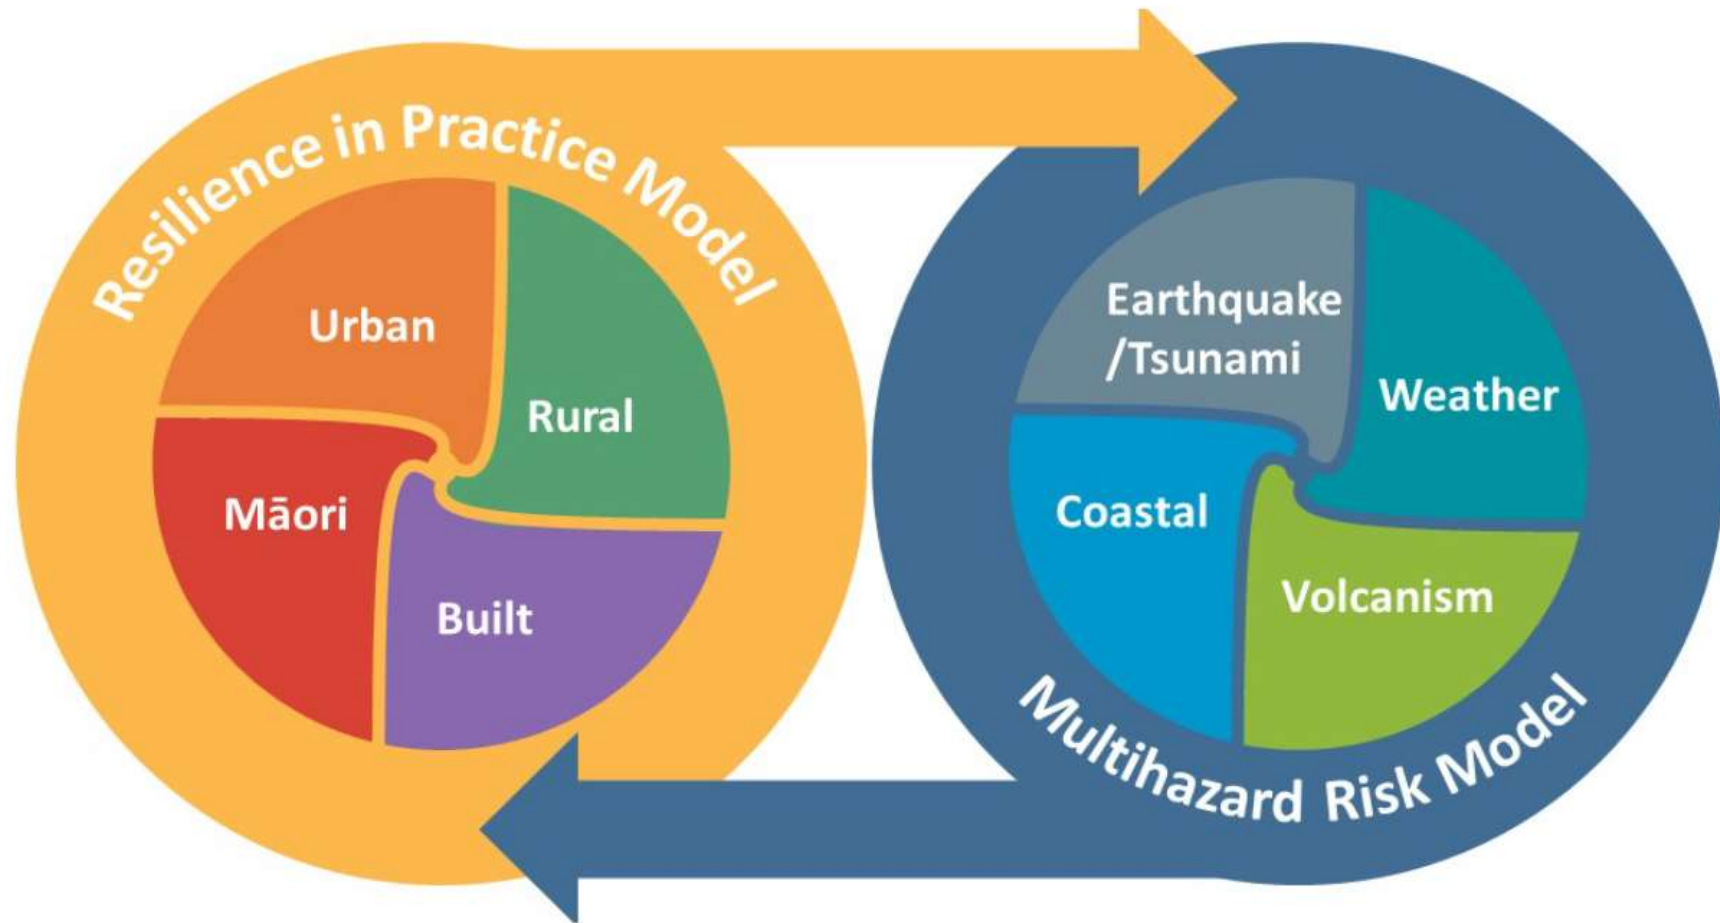 Resilience in Practice Model
Urban
Rural
Māori
Built
Earthquake
/Tsunami
Weather
Coastal
Volcanism
Multihazard Risk Model